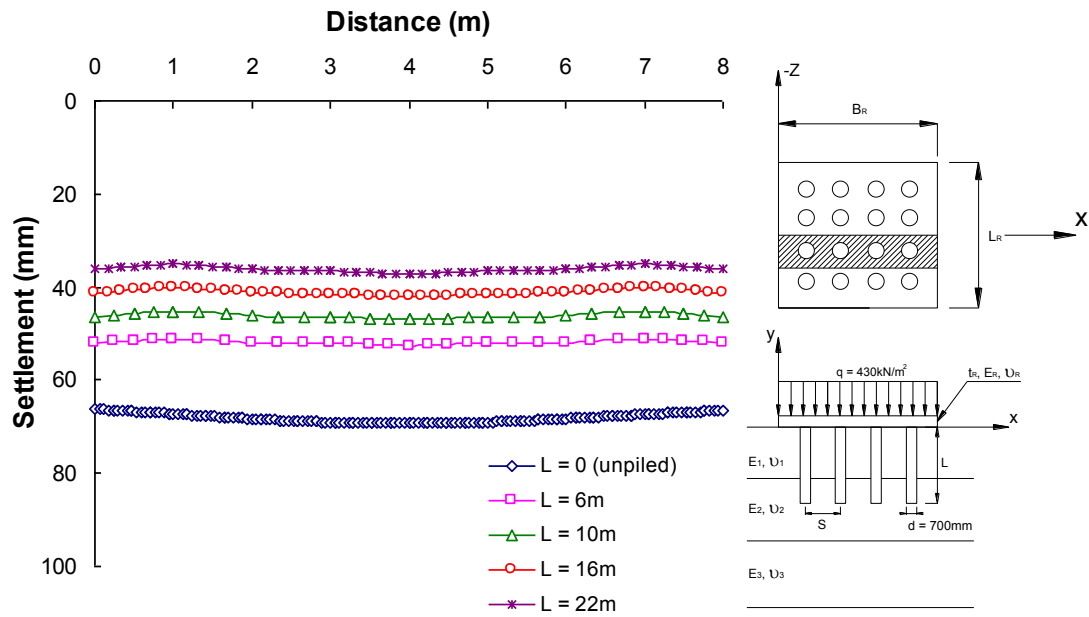 Distance (m)
0 1 2 3 4 5 6 7 8
0
20
40
60
80
100
Settlement (mm)
L = 0 (unpiled)
L = 6m
L = 10m
L = 16m
L = 22m
-Z
BR
LR
X
y
q = 430kN/m²
tR, ER, υR
x
E1, υ1
L
E2, υ2
S
d = 700mm
E3, υ3